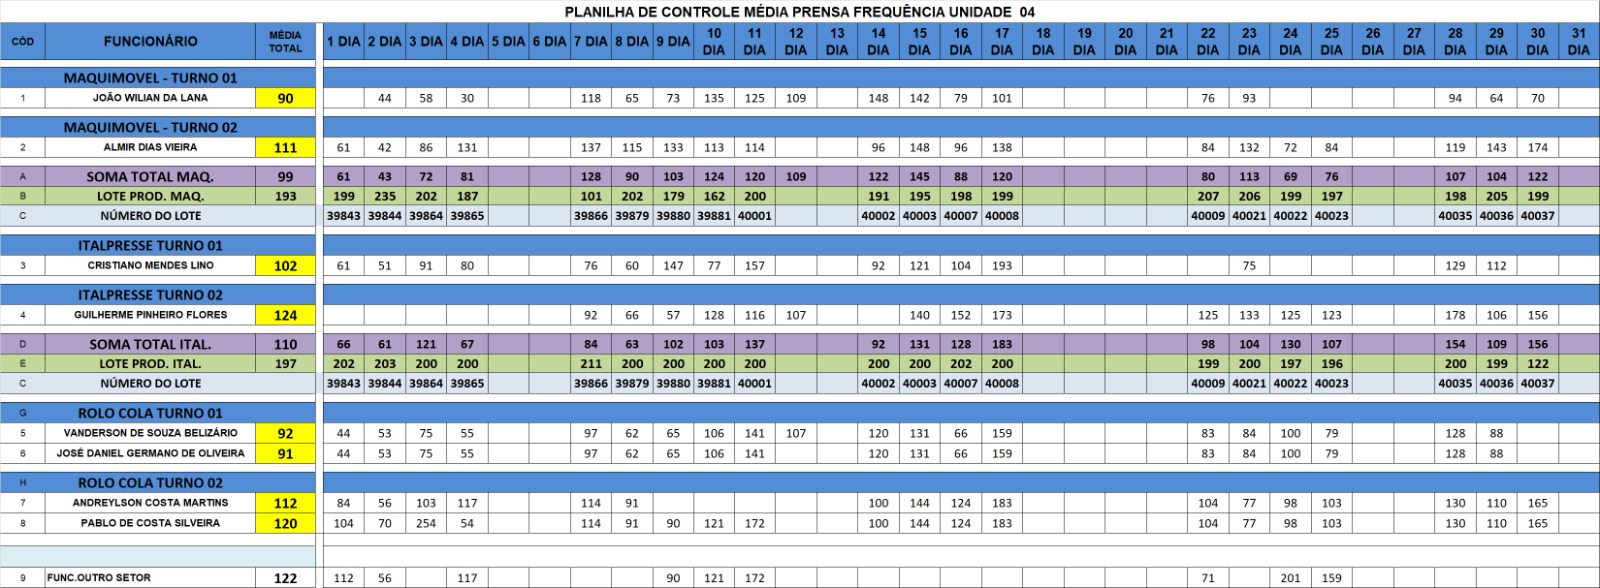 PLANILHA DE CONTROLE MÉDIA PRENSA FREQUÊNCIA UNIDADE 04
CÓD FUNCIONÁRIO MÉDIA TOTAL 1 DIA 2 DIA 3 DIA 4 DIA 5 DIA 6 DIA 7 DIA 8 DIA 9 DIA 10 DIA 11 DIA 12 DIA 13 DIA 14 DIA 15 DIA 16 DIA 17 DIA 18 DIA 19 DIA 20 DIA 21 DIA 22 DIA 23 DIA 24 DIA 25 DIA 26 DIA 27 DIA 28 DIA 29 DIA 30 DIA 31 DIA
MAQUIMOVEL - TURNO 01
1 JOÃO WILIAN DA LANA 90 44 58 30 118 65 73 135 125 109 148 142 79 101 76 93 94 64 70
MAQUIMOVEL - TURNO 02
2 ALMIR DIAS VIEIRA 111 61 42 86 131 137 115 133 113 114 96 148 96 138 84 132 72 84 119 143 174
A SOMA TOTAL MAQ. 99 61 43 72 81 128 90 103 124 120 109 122 145 88 120 80 113 69 76 107 104 122
B LOTE PROD. MAQ. 193 199 235 202 187 101 202 179 162 200 191 195 198 199 207 206 199 197 198 205 199
C NÚMERO DO LOTE 39843 39844 39864 39865 39866 39879 39880 39881 40001 40002 40003 40007 40008 40009 40021 40022 40023 40035 40036 40037
ITALPRESSE TURNO 01
3 CRISTIANO MENDES LINO 102 61 51 91 80 76 60 147 77 157 92 121 104 193 75 129 112
ITALPRESSE TURNO 02
4 GUILHERME PINHEIRO FLORES 124 92 66 57 128 116 107 140 152 173 125 133 125 123 178 106 156
D SOMA TOTAL ITAL. 110 66 61 121 67 84 63 102 103 137 92 131 128 183 98 104 130 107 154 109 156
E LOTE PROD. ITAL. 197 202 203 200 200 211 200 200 200 200 200 200 202 200 199 200 197 196 200 199 122
C NÚMERO DO LOTE 39843 39844 39864 39865 39866 39879 39880 39881 40001 40002 40003 40007 40008 40009 40021 40022 40023 40035 40036 40037
G ROLO COLA TURNO 01
5 VANDERSON DE SOUZA BELIZÁRIO 92 44 53 75 55 97 62 65 106 141 107 120 131 66 159 83 84 100 79 128 88
6 JOSÉ DANIEL GERMANO DE OLIVEIRA 91 44 53 75 55 97 62 65 106 141 120 131 66 159 83 84 100 79 128 88
H ROLO COLA TURNO 02
7 ANDREYLSON COSTA MARTINS 112 84 56 103 117 114 91 100 144 124 183 104 77 98 103 130 110 165
8 PABLO DE COSTA SILVEIRA 120 104 70 254 54 114 91 90 121 172 100 144 124 183 104 77 98 103 130 110 165
9 FUNC.OUTRO SETOR 122 112 56 117 90 121 172 71 201 159